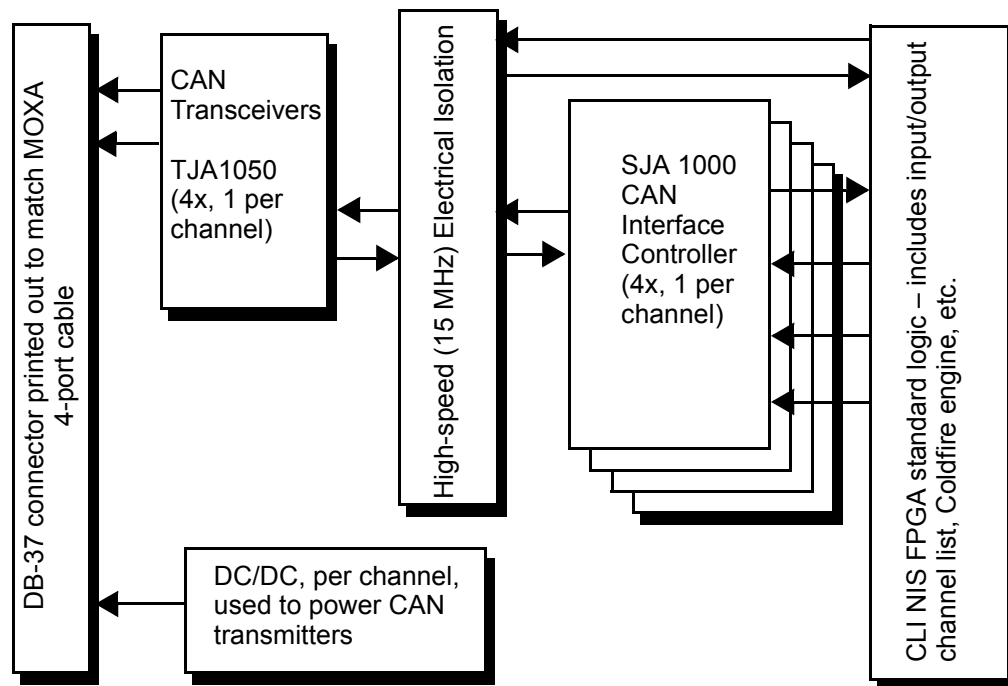 DB-37 connector printed out to match MOXA
4-port cable
CAN
Transceivers
TJA1050
(4x, 1 per
channel)
DC/DC, per channel,
used to power CAN
transmitters
High-speed (15 MHz) Electrical Isolation
SJA 1000
CAN
Interface
Controller
(4x, 1 per
channel)
CLI NIS FPGA standard logic – includes input/output
channel list, Coldfire engine, etc.